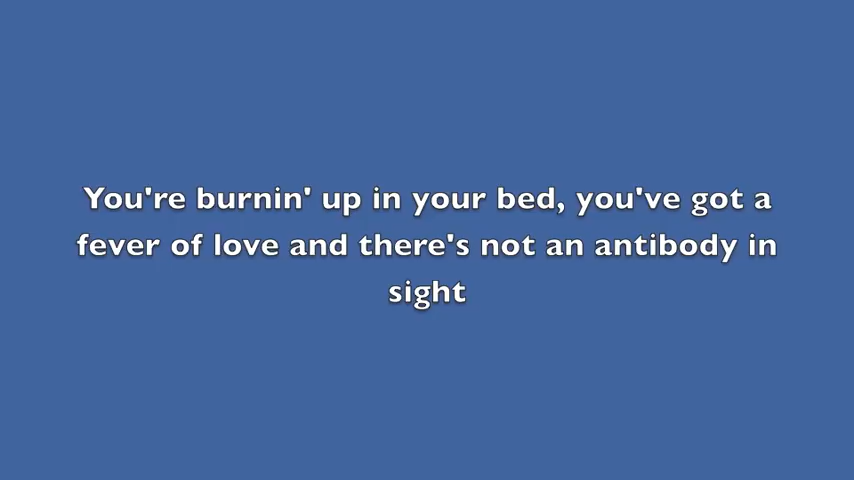 You're burnin' up in your bed, you've got a
fever of love and there's not an antibody in
sight